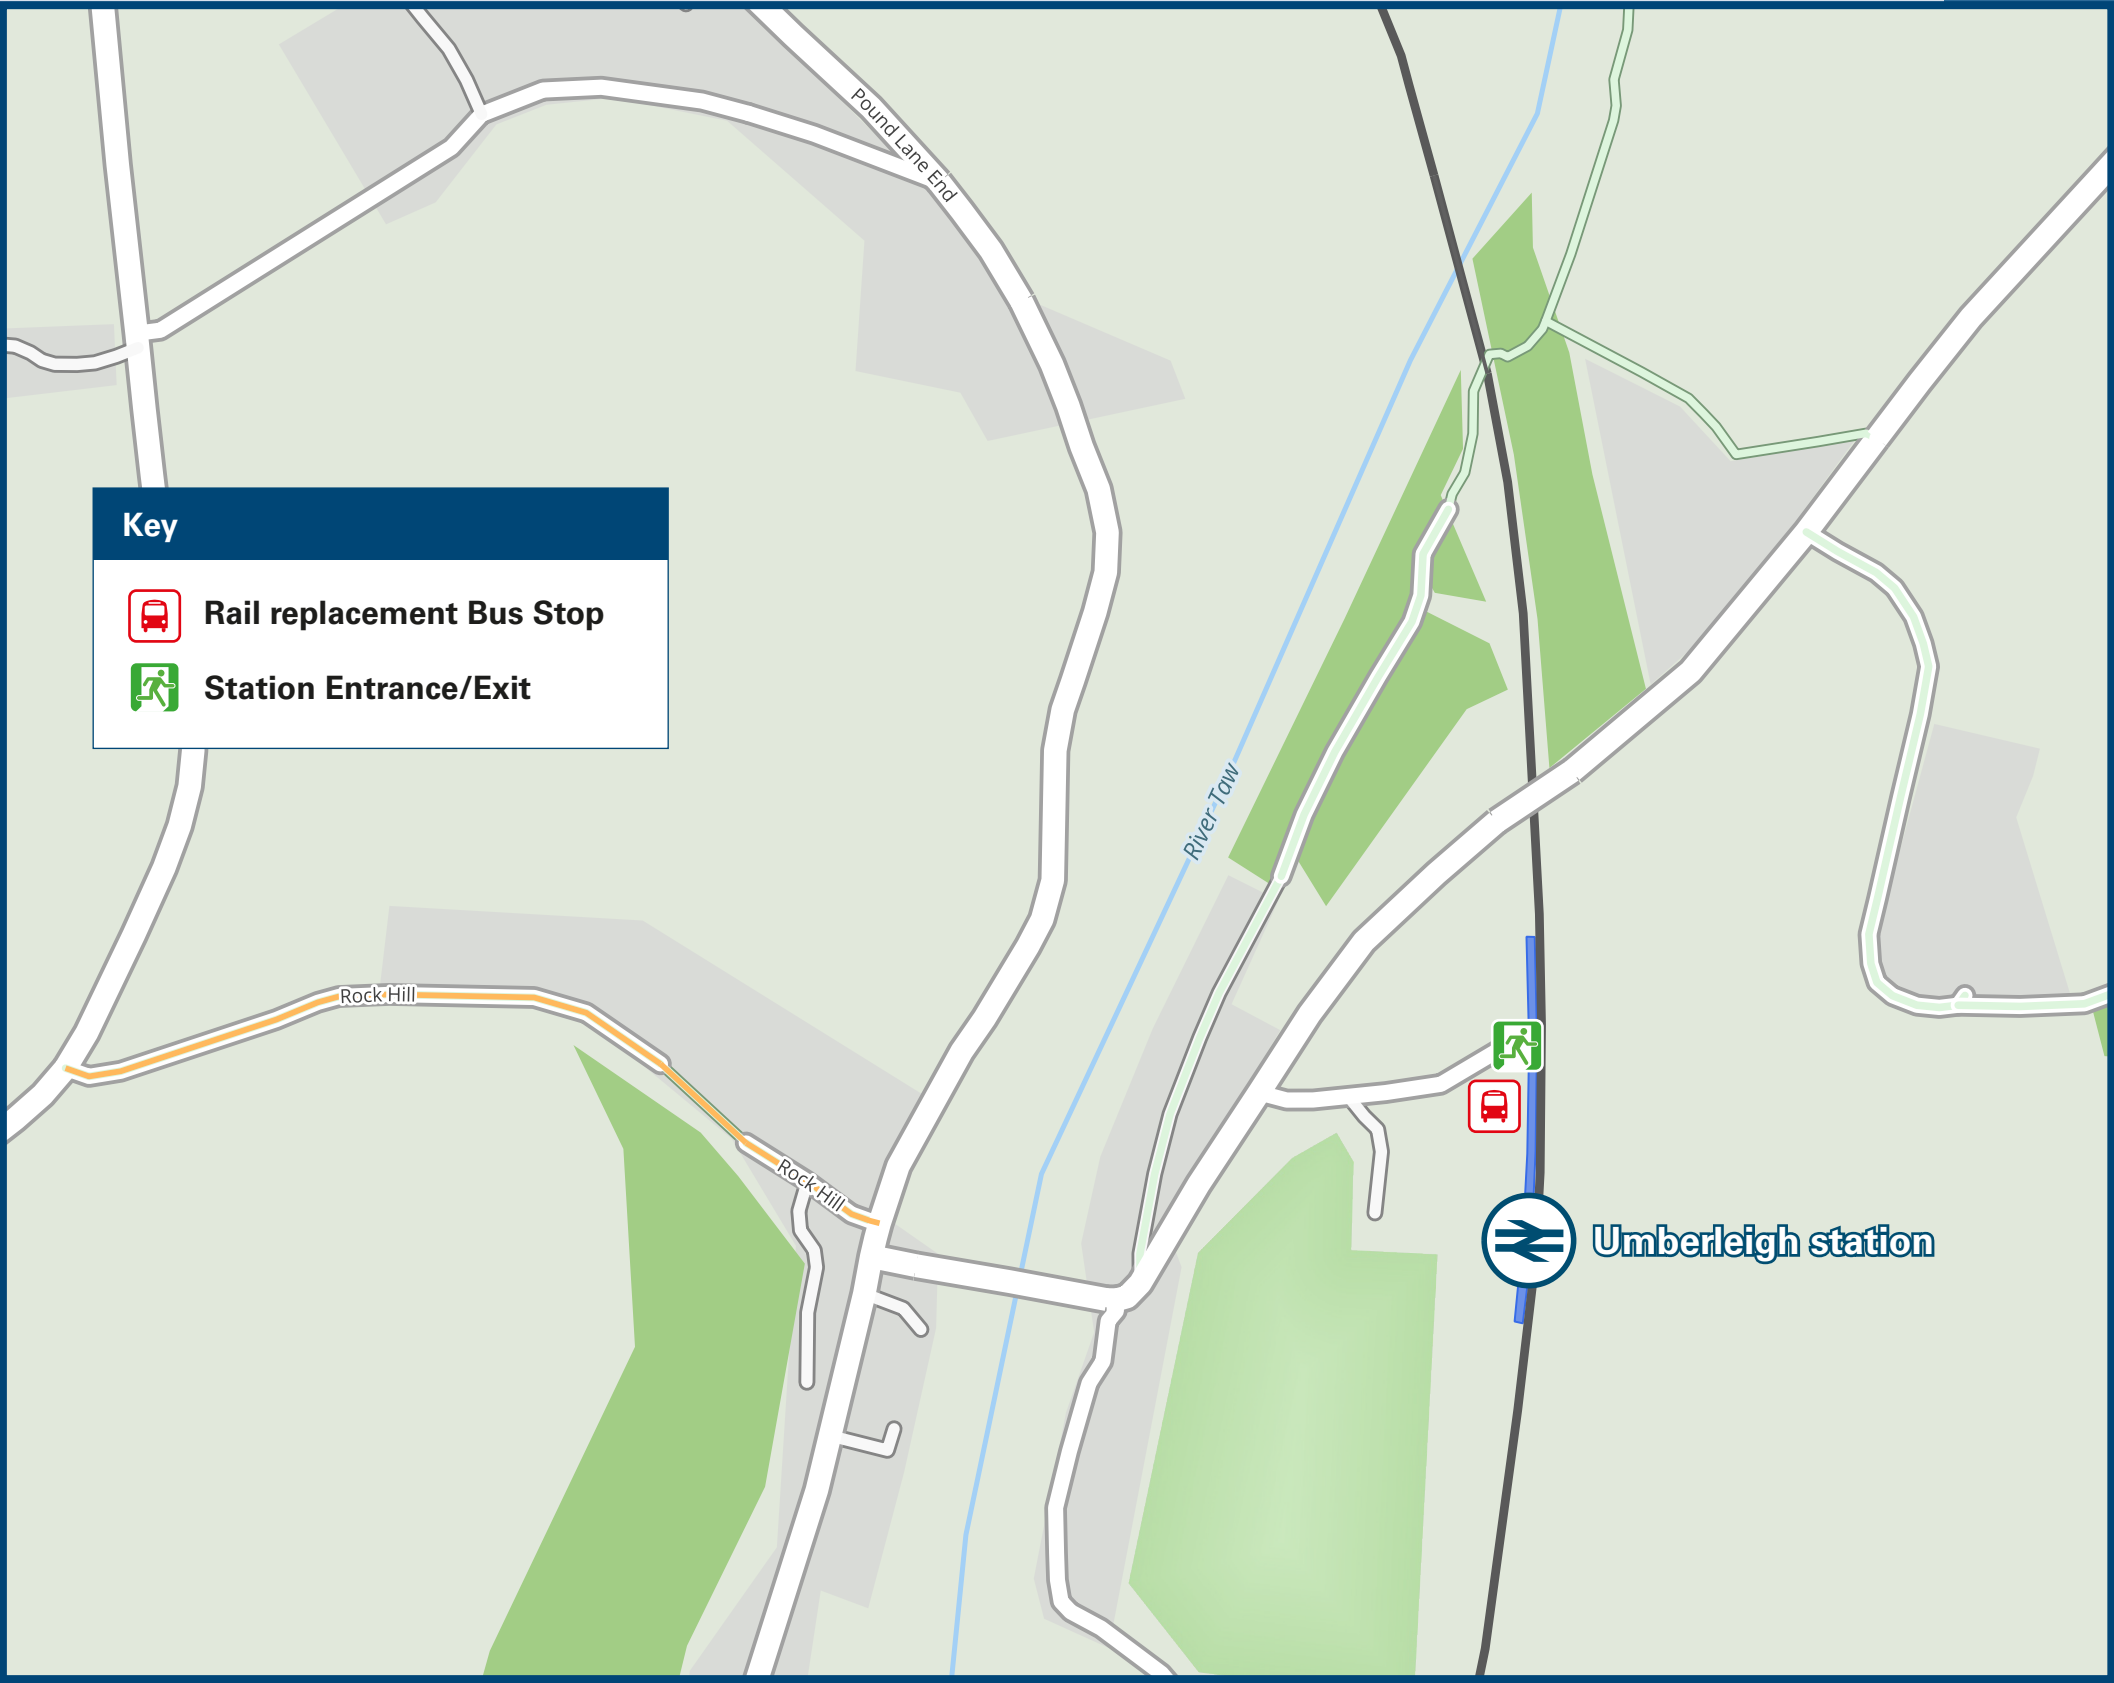 Pound Lane End
Key
Rail replacement Bus Stop
Station Entrance/Exit
River Taw
Rock Hill
Rock Hill
Umberleigh station